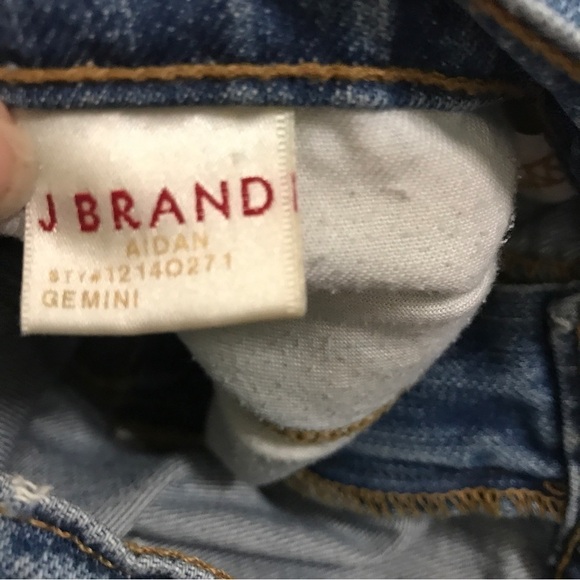 J BRAND
AIDAN
STY#12140271
GEMINI